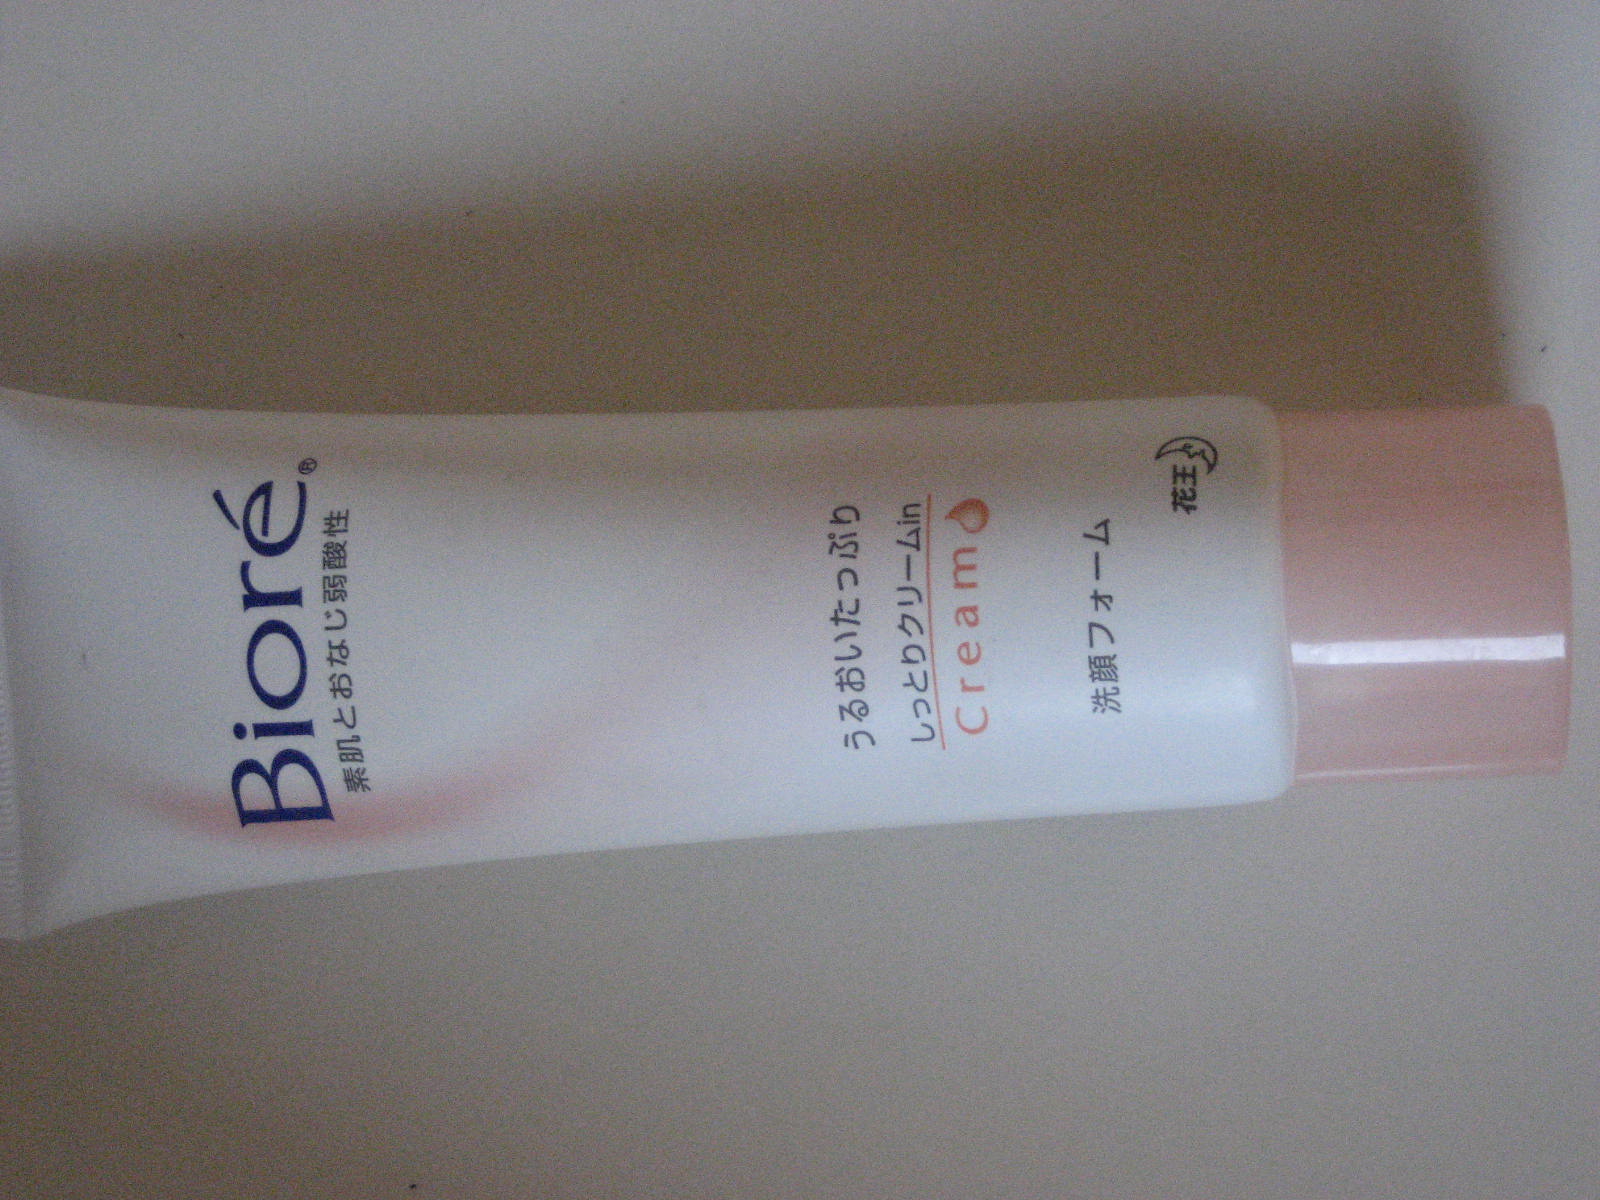 Bioré®
素肌とおなじ弱酸性
うるおいたっぷり
しっとりクリームin
Cream
洗顔フォーム
花王